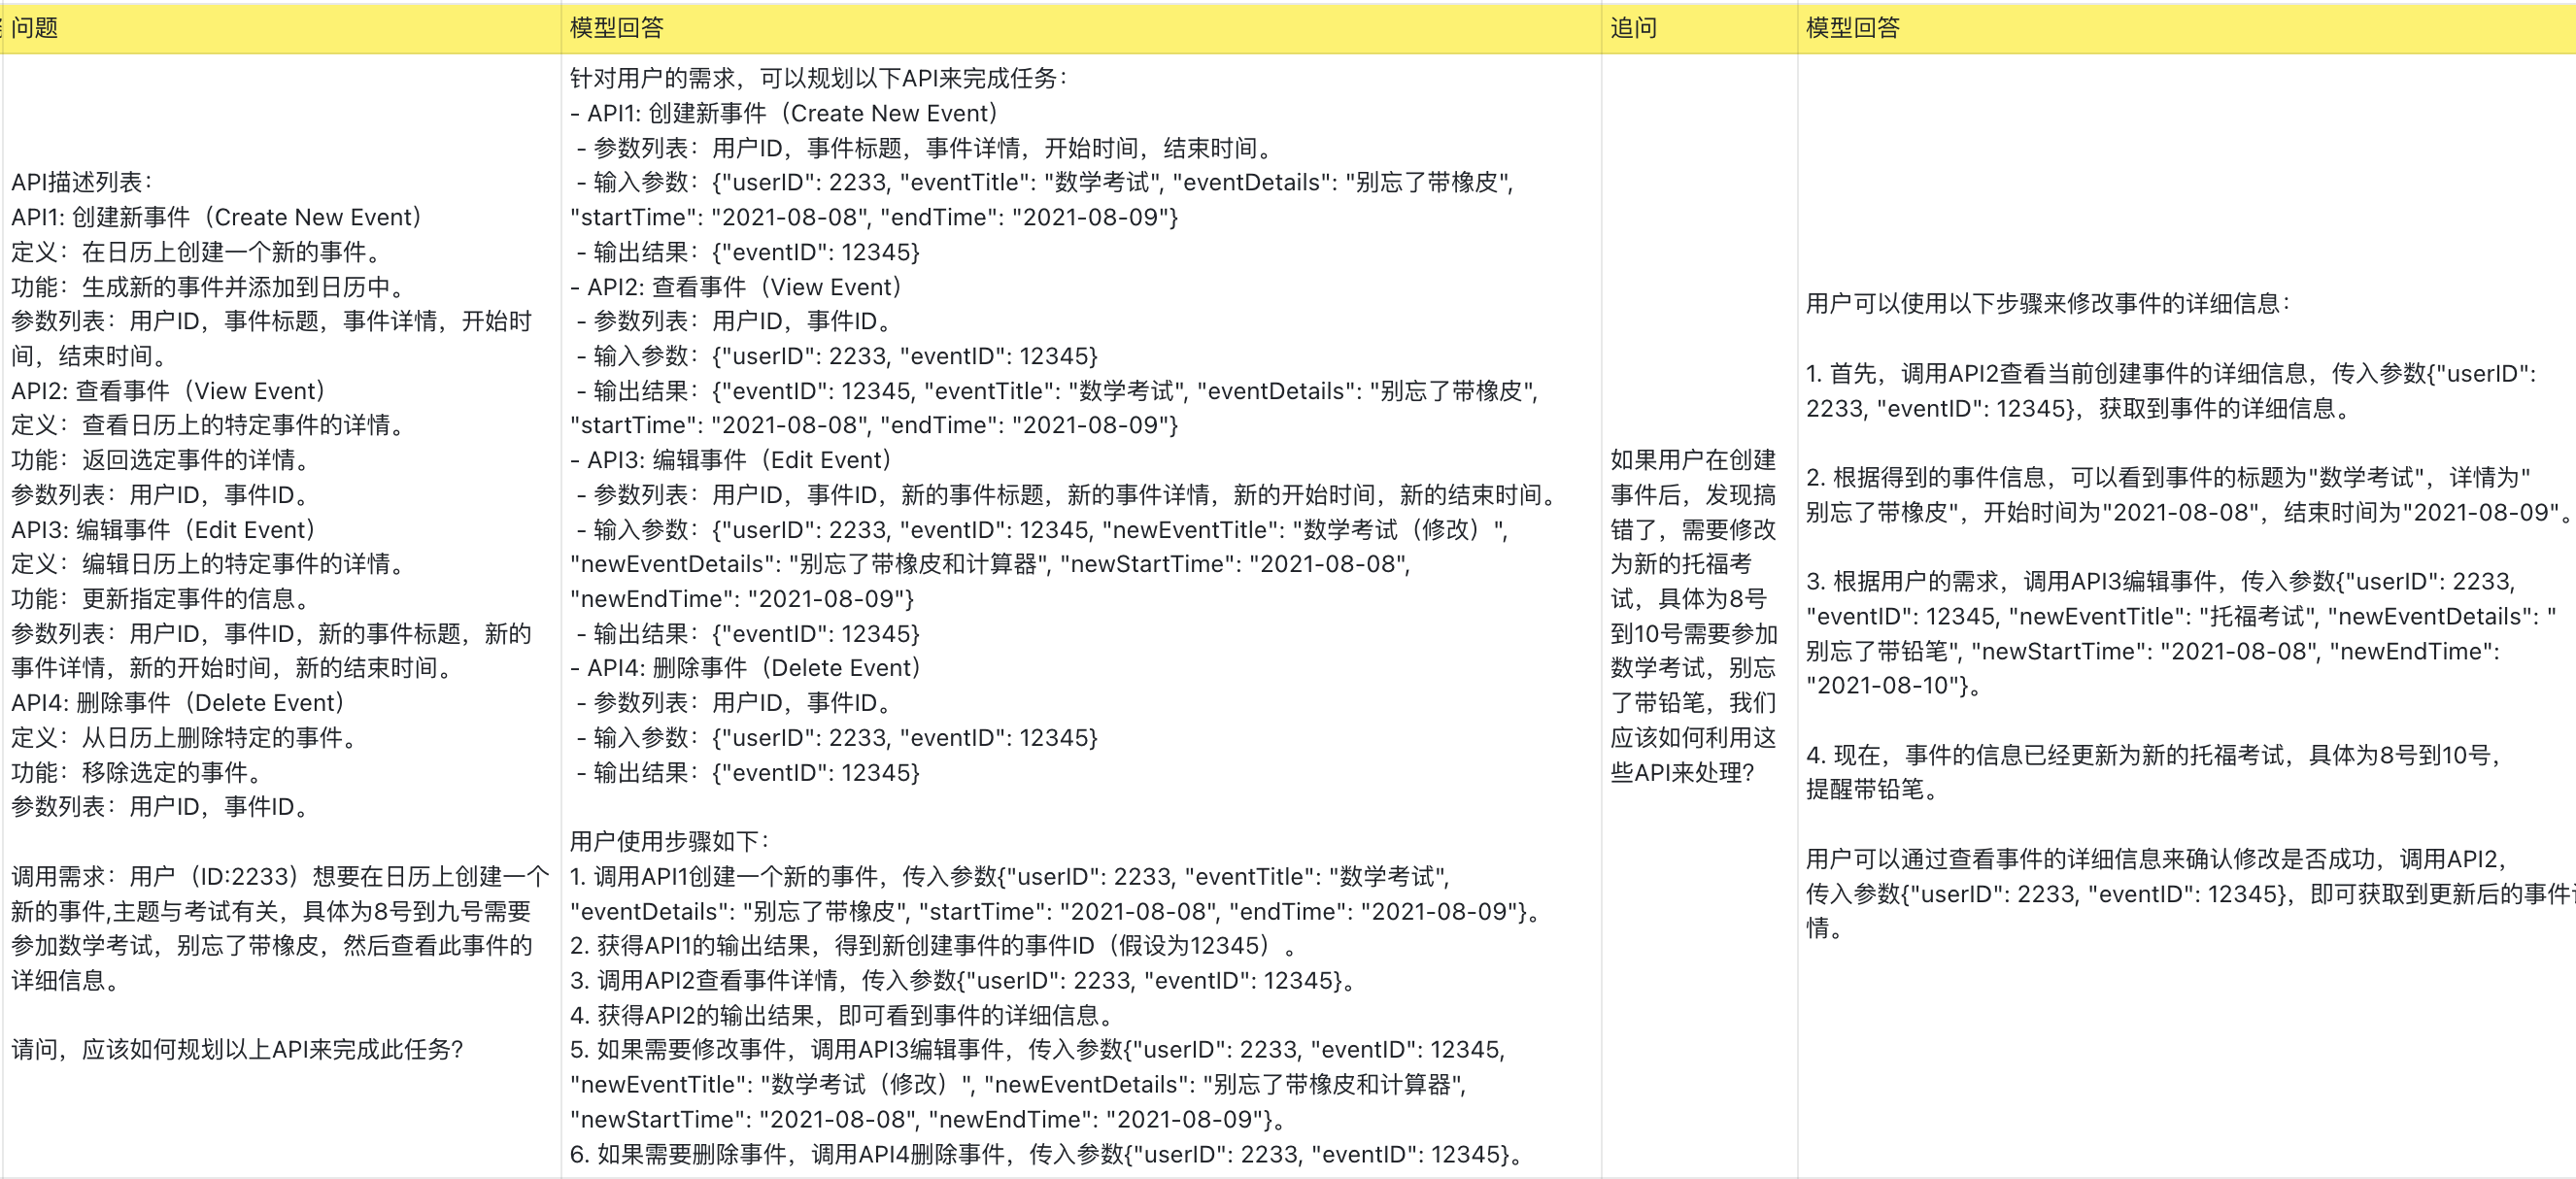 问题
模型回答
追问
模型回答
API描述列表：
API1: 创建新事件（Create New Event）
定义：在日历上创建一个新的事件。
功能：生成新的事件并添加到日历中。
参数列表：用户ID，事件标题，事件详情，开始时
间，结束时间。
API2: 查看事件（View Event）
定义：查看日历上的特定事件的详情。
功能：返回选定事件的详情。
参数列表：用户ID，事件ID。
API3: 编辑事件（Edit Event）
定义：编辑日历上的特定事件的详情。
功能：更新指定事件的信息。
参数列表：用户ID，事件ID，新的事件标题，新的
事件详情，新的开始时间，新的结束时间。
API4: 删除事件（Delete Event）
定义：从日历上删除特定的事件。
功能：移除选定的事件。
参数列表：用户ID，事件ID。
调用需求：用户（ID:2233）想要在日历上创建一个
新的事件,主题与考试有关，具体为8号到九号需要
参加数学考试，别忘了带橡皮，然后查看此事件的
详细信息。
请问，应该如何规划以上API来完成此任务?
针对用户的需求，可以规划以下API来完成任务：
- API1: 创建新事件（Create New Event）
- 参数列表：用户ID，事件标题，事件详情，开始时间，结束时间。
- 输入参数：{"userID": 2233, "eventTitle": "数学考试", "eventDetails": "别忘了带橡皮",
"startTime": "2021-08-08", "endTime": "2021-08-09"}
- 输出结果：{"eventID": 12345}
- API2: 查看事件（View Event）
- 参数列表：用户ID，事件ID。
- 输入参数：{"userID": 2233, "eventID": 12345}
- 输出结果：{"eventID": 12345, "eventTitle": "数学考试", "eventDetails": "别忘了带橡皮",
"startTime": "2021-08-08", "endTime": "2021-08-09"}
- API3: 编辑事件（Edit Event）
- 参数列表：用户ID，事件ID，新的事件标题，新的事件详情，新的开始时间，新的结束时间。
- 输入参数：{"userID": 2233, "eventID": 12345, "newEventTitle": "数学考试（修改）",
"newEventDetails": "别忘了带橡皮和计算器", "newStartTime": "2021-08-08",
"newEndTime": "2021-08-09"}
- 输出结果：{"eventID": 12345}
- API4: 删除事件（Delete Event）
- 参数列表：用户ID，事件ID。
- 输入参数：{"userID": 2233, "eventID": 12345}
- 输出结果：{"eventID": 12345}
用户使用步骤如下：
1. 调用API1创建一个新的事件，传入参数{"userID": 2233, "eventTitle": "数学考试",
"eventDetails": "别忘了带橡皮", "startTime": "2021-08-08", "endTime": "2021-08-09"}。
2. 获得API1的输出结果，得到新创建事件的事件ID（假设为12345）。
3. 调用API2查看事件详情，传入参数{"userID": 2233, "eventID": 12345}。
4. 获得API2的输出结果，即可看到事件的详细信息。
5. 如果需要修改事件，调用API3编辑事件，传入参数{"userID": 2233, "eventID": 12345,
"newEventTitle": "数学考试（修改）", "newEventDetails": "别忘了带橡皮和计算器",
"newStartTime": "2021-08-08", "newEndTime": "2021-08-09"}。
6. 如果需要删除事件，调用API4删除事件，传入参数{"userID": 2233, "eventID": 12345}。
如果用户在创建
事件后，发现搞
错了，需要修改
为新的托福考
试，具体为8号
到10号需要参加
数学考试，别忘
了带铅笔，我们
应该如何利用这
些API来处理?
用户可以使用以下步骤来修改事件的详细信息：
1. 首先，调用API2查看当前创建事件的详细信息，传入参数{"userID":
2233, "eventID": 12345}，获取到事件的详细信息。
2. 根据得到的事件信息，可以看到事件的标题为"数学考试"，详情为"
别忘了带橡皮"，开始时间为"2021-08-08"，结束时间为"2021-08-09"。
3. 根据用户的需求，调用API3编辑事件，传入参数{"userID": 2233,
"eventID": 12345, "newEventTitle": "托福考试", "newEventDetails": "
别忘了带铅笔", "newStartTime": "2021-08-08", "newEndTime":
"2021-08-10"}。
4. 现在，事件的信息已经更新为新的托福考试，具体为8号到10号，
提醒带铅笔。
用户可以通过查看事件的详细信息来确认修改是否成功，调用API2，
传入参数{"userID": 2233, "eventID": 12345}，即可获取到更新后的事件
情。